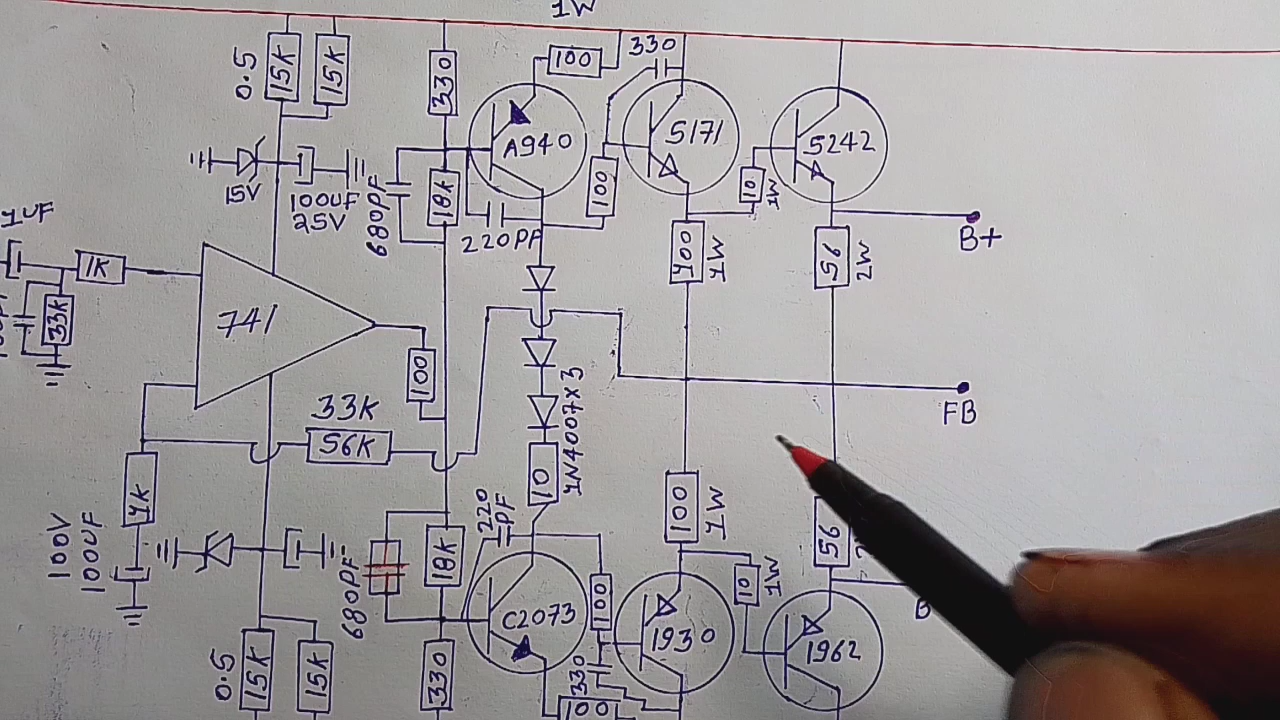 1W
0.5
15K
15K
330
100
330
A940
5171
5242
15V
100UF
25V
680PF
18K
220PF
100
10
1W
B+
1UF
1K
33K
741
100
100
1W
56
2W
FB
33K
56K
1N4007X3
10
1K
100V
100UF
680PF
18K
220
PF
100
1W
56
10
1W
C2073
100
1930
1962
B
0.5
15K
15K
330
330
100